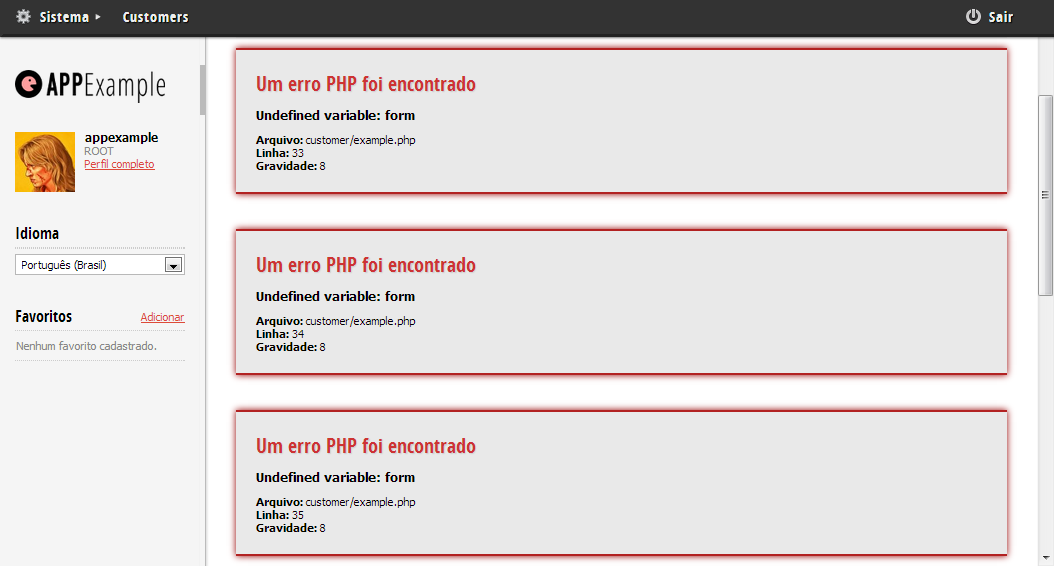 Sistema
Customers
Sair
APPExample
appexample
ROOT
Perfil completo
Idioma
Português (Brasil)
Favoritos
Adicionar
Nenhum favorito cadastrado.
Um erro PHP foi encontrado
Undefined variable: form
Arquivo: customer/example.php
Linha: 33
Gravidade: 8
Um erro PHP foi encontrado
Undefined variable: form
Arquivo: customer/example.php
Linha: 34
Gravidade: 8
Um erro PHP foi encontrado
Undefined variable: form
Arquivo: customer/example.php
Linha: 35
Gravidade: 8